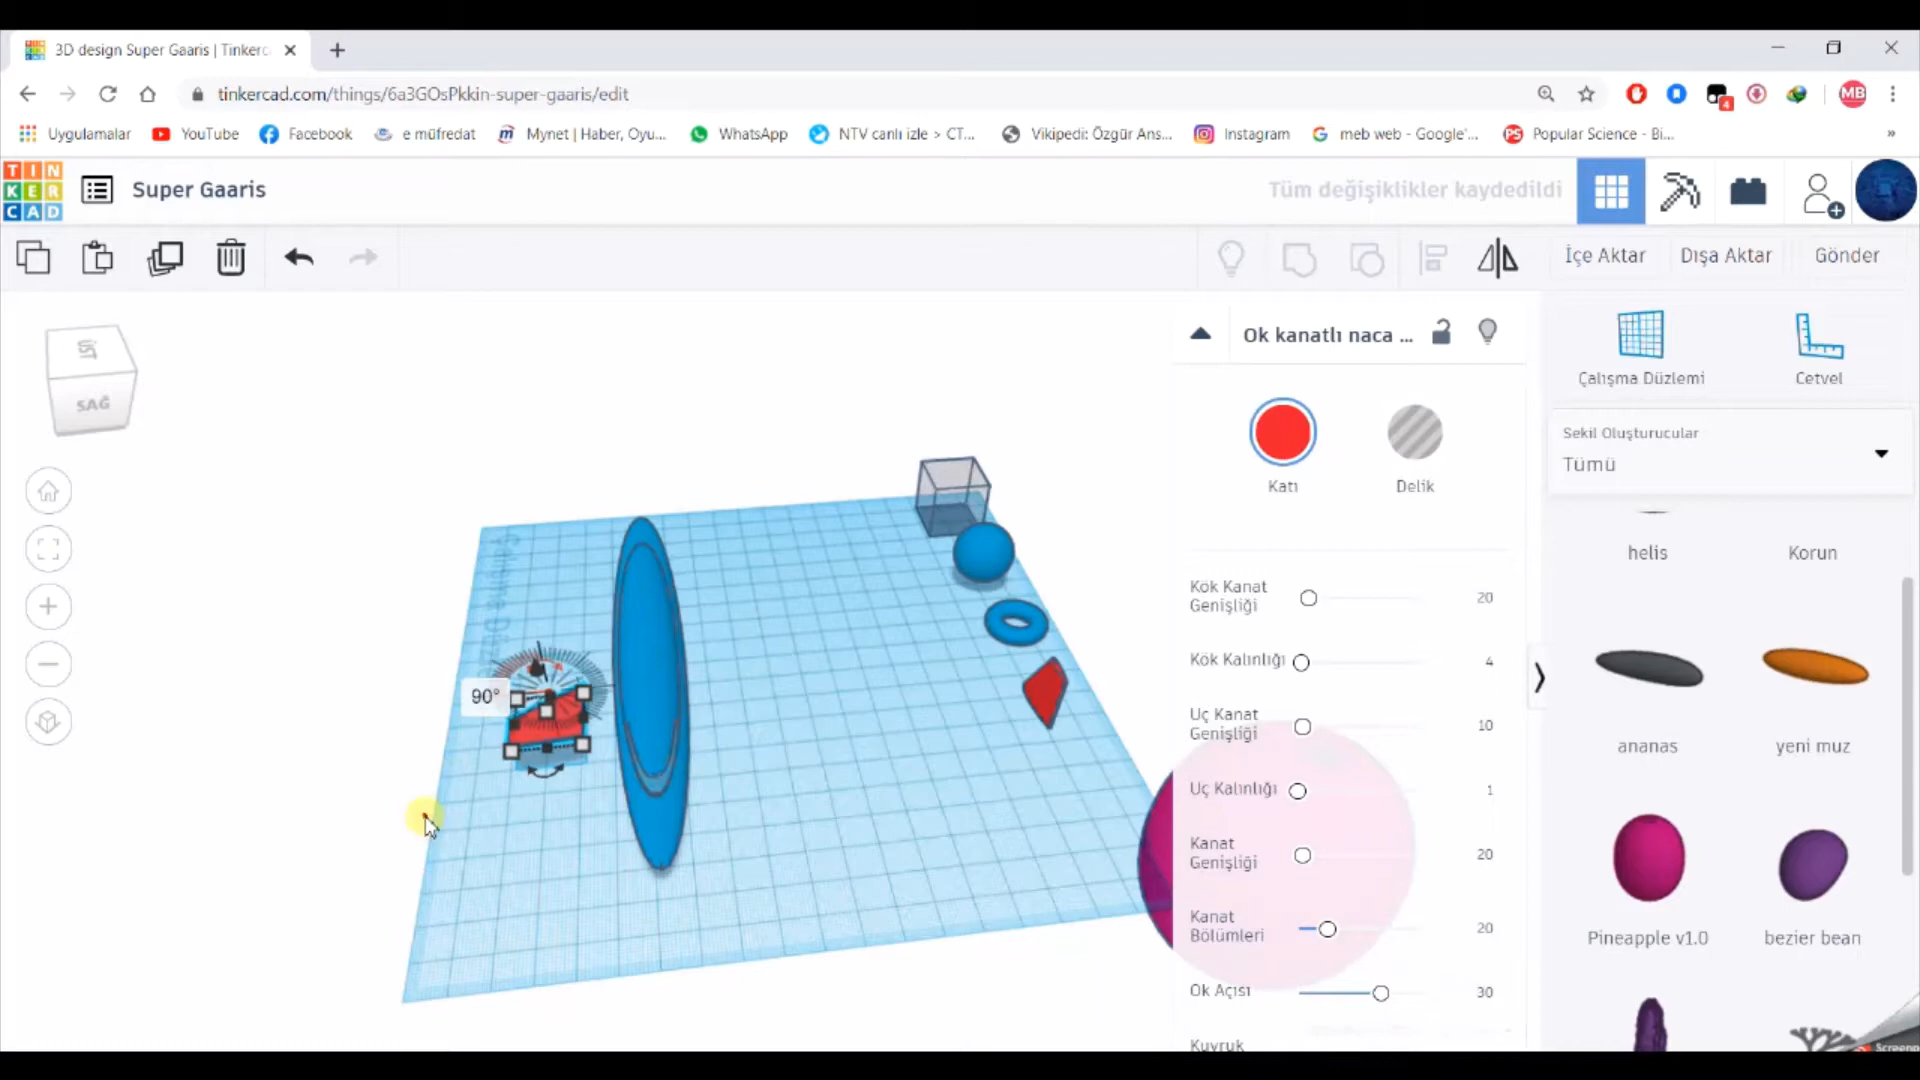 3D design Super Gaaris | Tinkerc
tinkercad.com/things/6a3GOsPkkin-super-gaaris/edit
4
MB
Uygulamalar
YouTube
Facebook
e müfredat
Mynet | Haber, Oyu...
WhatsApp
NTV canlı izle > CT...
Vikipedi: Özgür Ans...
Instagram
meb web - Google'...
PS
Popular Science - Bi...
»
TIN
KER
CAD
Super Gaaris
Tüm değişiklikler kaydedildi
İçe Aktar
Dışa Aktar
Gönder
ÜST
SAĞ
Ok kanatlı naca ...
Katı
Delik
Çalışma Düzlemi
Cetvel
Şekil Oluşturucular
Tümü
helis
Korun
Kök Kanat
Genişliği
20
Kök Kalınlığı
4
Uç Kanat
Genişliği
10
Uç Kalınlığı
1
Kanat
Genişliği
20
Kanat
Bölümleri
20
Ok Açısı
30
Kuyruk
90°
ananas
yeni muz
Pineapple v1.0
bezier bean